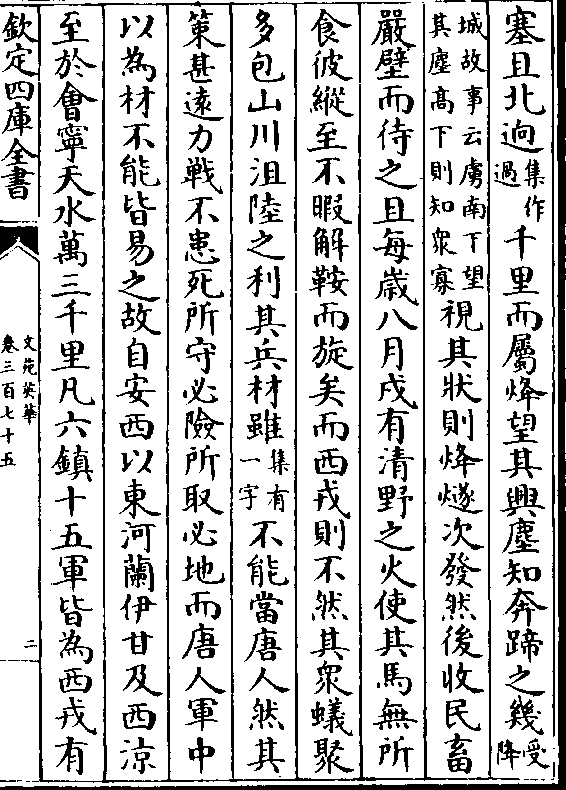 塞且北逈集作過千里而屬烽望其興塵知奔蹄之幾受降
城故事云虜南下望其塵髙下則知衆寡視其狀則烽燧次發然後收民畜
嚴壁而待之且每歳八月戍有清野之火使其馬無所
食彼縱至不暇解鞍而旋矣而西戎則不然其衆蟻聚
多包山川沮陸之利其兵材雖集有一字不能當唐人然其
策甚遠力戰不患死所守必險所取必地而唐人軍中
以為材不能皆易之故自安西以東河蘭伊甘及西涼
至於會寧天水萬三千里凡六鎮十五軍皆為西戎有
欽定四庫全書
文苑英華
卷三百七十五
二